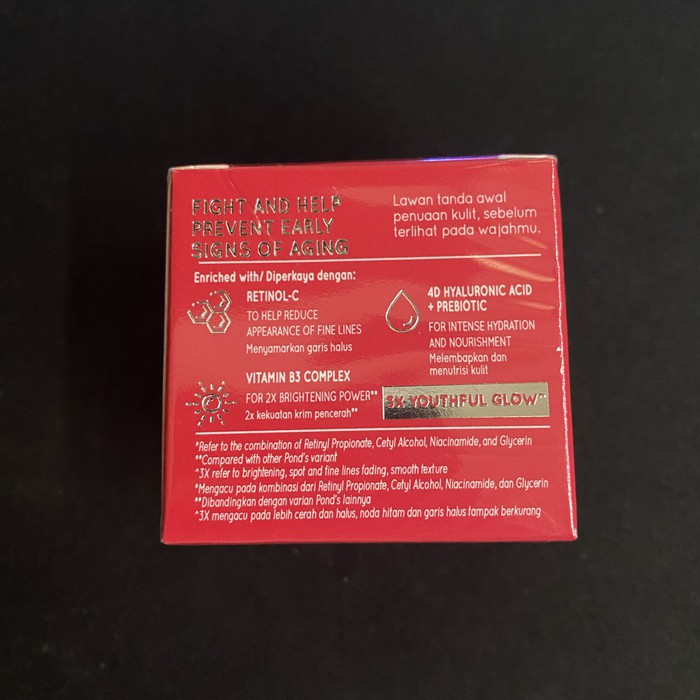 FIGHT AND HELP
PREVENT EARLY
SIGNS OF AGING
Lawan tanda awal
penuaan kulit, sebelum
terlihat pada wajahmu.
Enriched with/ Diperkaya dengan:
RETINOL-C
TO HELP REDUCE
APPEARANCE OF FINE LINES
Menyamarkan garis halus
4D HYALURONIC ACID
+ PREBIOTIC
FOR INTENSE HYDRATION
AND NOURISHMENT
Melembapkan dan
menutrisi kulit
VITAMIN B3 COMPLEX
FOR 2X BRIGHTENING POWER**
2x kekuatan krim pencerah**
3X YOUTHFUL GLOW^
*Refer to the combination of Retinyl Propionate, Cetyl Alcohol, Niacinamide, and Glycerin
**Compared with other Pond's variant
^3X refer to brightening, spot and fine lines fading, smooth texture
*Mengacu pada kombinasi dari Retinyl Propionate, Cetyl Alcohol, Niacinamide, dan Glycerin
**Dibandingkan dengan varian Pond's lainnya
^3X mengacu pada lebih cerah dan halus, noda hitam dan garis halus tampak berkurang